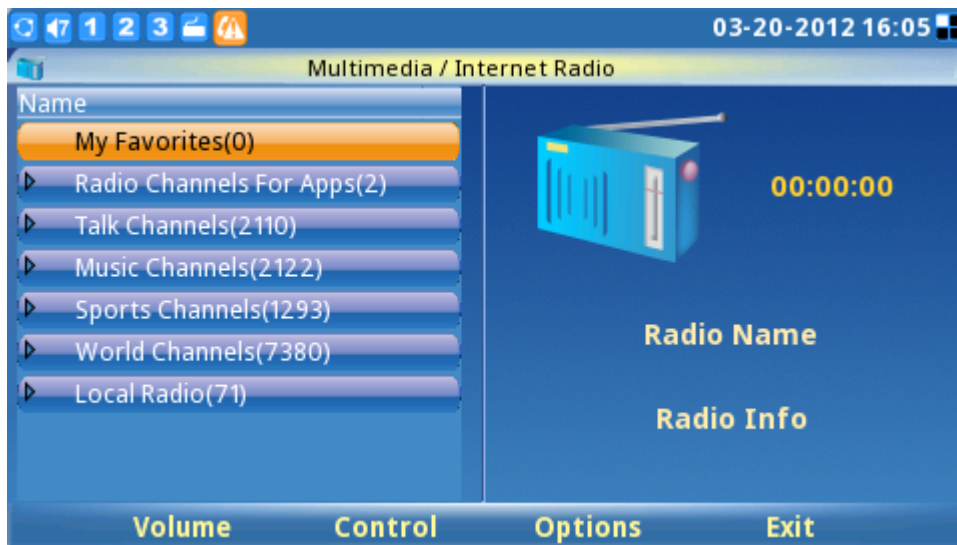 7 1 2 3 03-20-2012 16:05
Multimedia / Internet Radio
Name
My Favorites(0)
Radio Channels For Apps(2)
Talk Channels(2110)
Music Channels(2122)
Sports Channels(1293)
World Channels(7380)
Local Radio(71)
00:00:00
Radio Name
Radio Info
Volume Control Options Exit